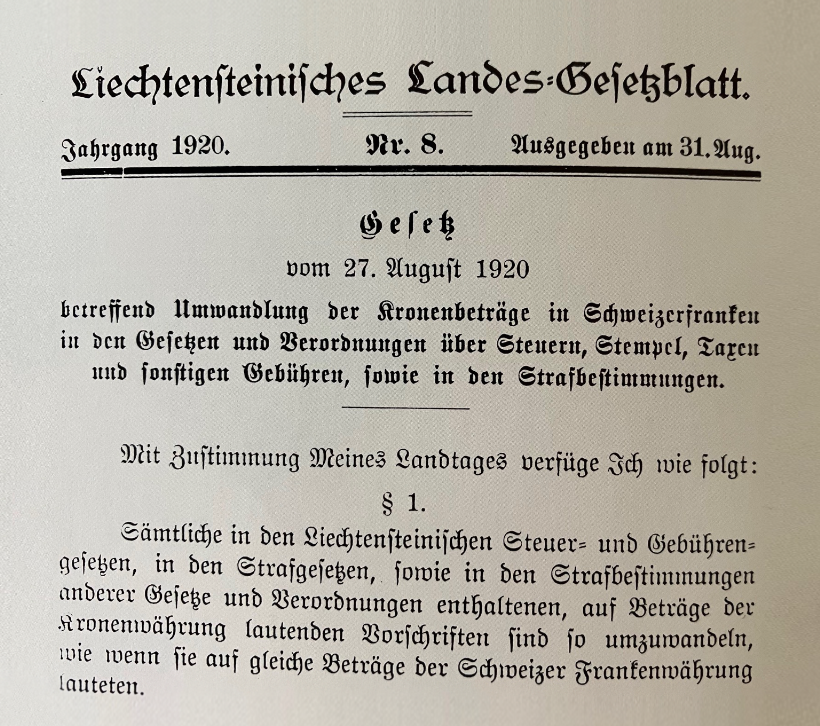 Liechtensteinisches Landes-Gesetzblatt.
Jahrgang 1920. Nr. 8. Ausgegeben am 31. Aug.
Gesetz
vom 27. August 1920
betreffend Umwandlung der Kronenbeträge in Schweizerfranken
in den Gesetzen und Verordnungen über Steuern, Stempel, Taxen
und sonstigen Gebühren, sowie in den Strafbestimmungen.
Mit Zustimmung Meines Landtages verfüge Ich wie folgt:
§ 1.
Sämtliche in den Liechtensteinischen Steuer- und Gebühren-
gesetzen, in den Strafgesetzen, sowie in den Strafbestimmungen
anderer Gesetze und Verordnungen enthaltenen, auf Beträge der
Kronenwährung lautenden Vorschriften sind so umzuwandeln,
wie wenn sie auf gleiche Beträge der Schweizer Frankenwährung
lauteten.